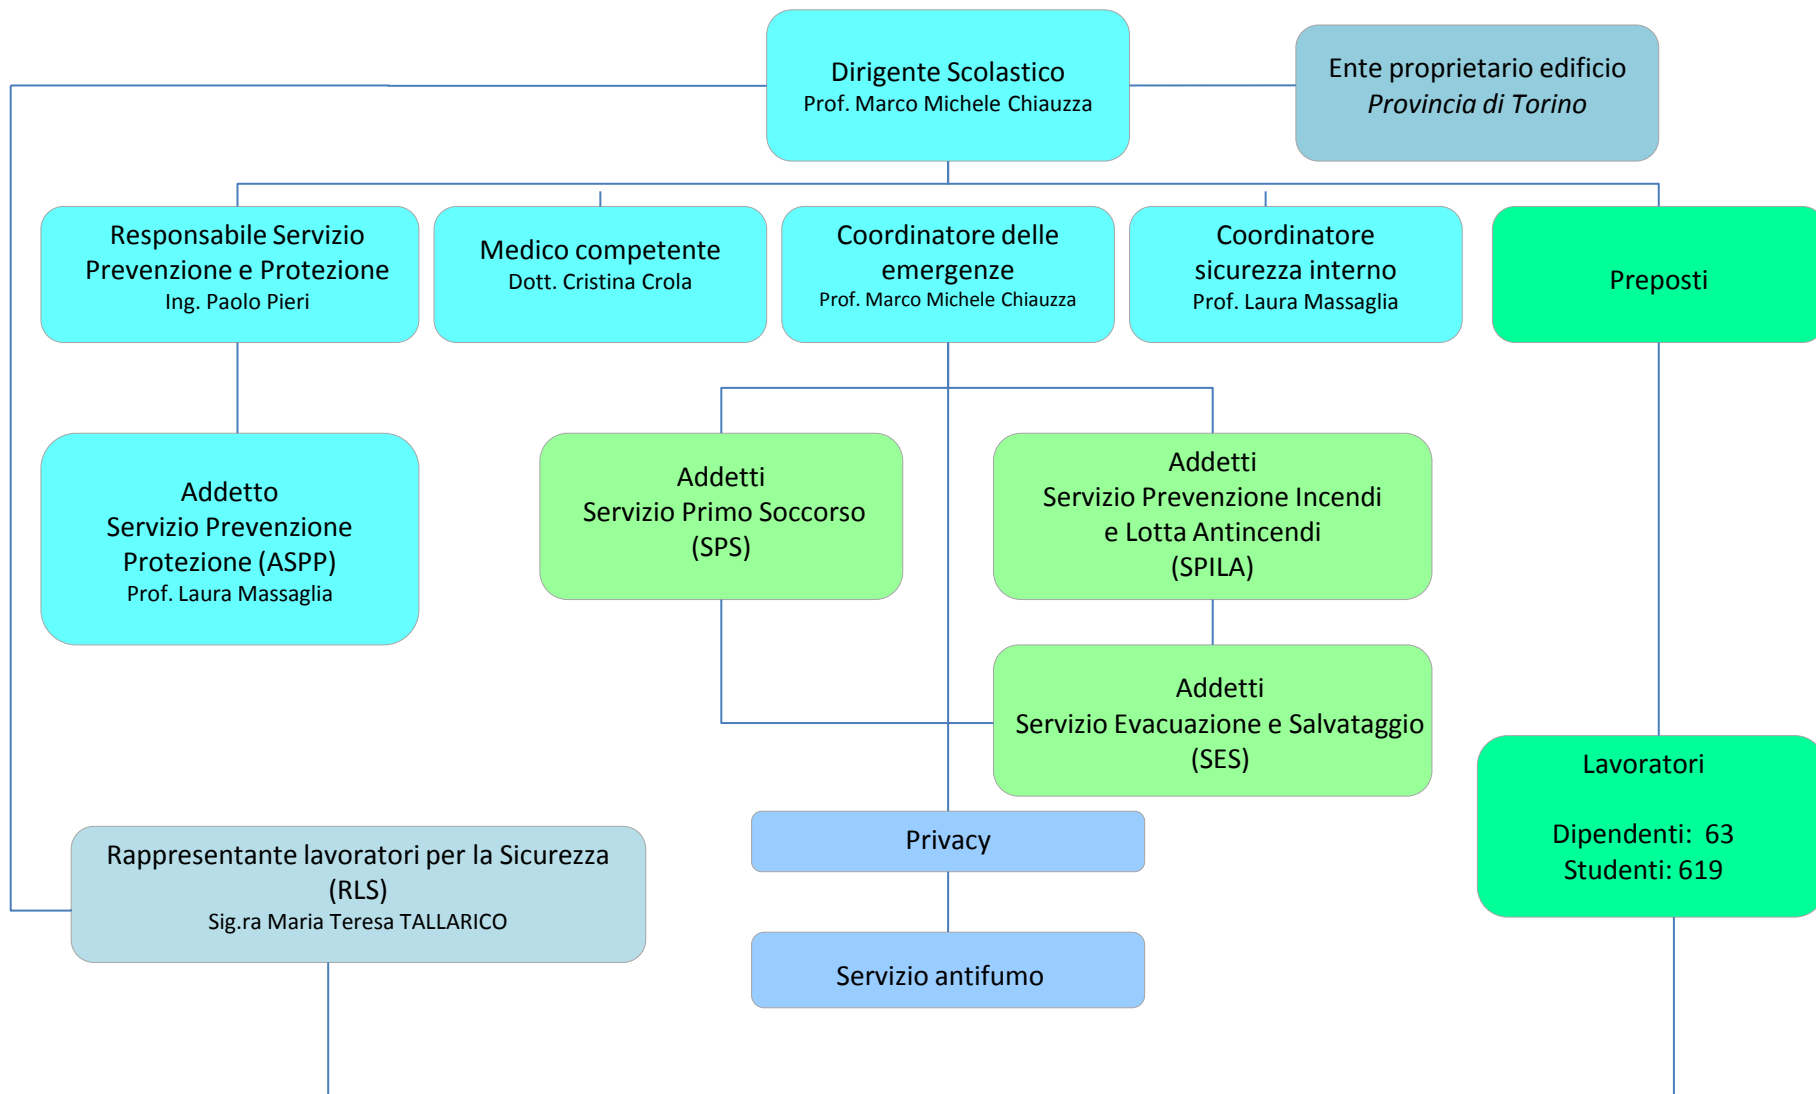 Dirigente Scolastico
Prof. Marco Michele Chiauzza
Ente proprietario edificio
Provincia di Torino
Responsabile Servizio
Prevenzione e Protezione
Ing. Paolo Pieri
Medico competente
Dott. Cristina Crola
Coordinatore delle
emergenze
Prof. Marco Michele Chiauzza
Coordinatore
sicurezza interno
Prof. Laura Massaglia
Preposti
Addetto
Servizio Prevenzione
Protezione (ASPP)
Prof. Laura Massaglia
Addetti
Servizio Primo Soccorso
(SPS)
Addetti
Servizio Prevenzione Incendi
e Lotta Antincendi
(SPILA)
Addetti
Servizio Evacuazione e Salvataggio
(SES)
Lavoratori
Dipendenti: 63
Studenti: 619
Privacy
Rappresentante lavoratori per la Sicurezza
(RLS)
Sig.ra Maria Teresa TALLARICO
Servizio antifumo